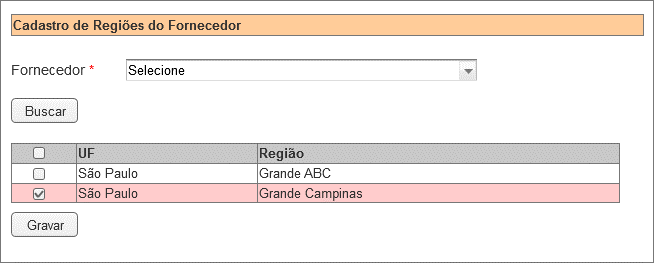 Cadastro de Regiões do Fornecedor
Fornecedor * Selecione
Buscar
UF Região
São Paulo Grande ABC
São Paulo Grande Campinas
Gravar